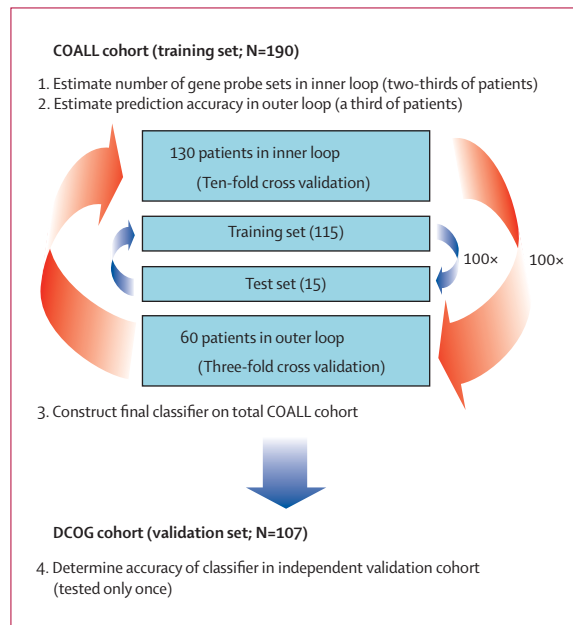 COALL cohort (training set; N=190)
1. Estimate number of gene probe sets in inner loop (two-thirds of patients)
2. Estimate prediction accuracy in outer loop (a third of patients)
130 patients in inner loop
(Ten-fold cross validation)
Training set (115)
Test set (15)
100×
100×
60 patients in outer loop
(Three-fold cross validation)
3. Construct final classifier on total COALL cohort
DCOG cohort (validation set; N=107)
4. Determine accuracy of classifier in independent validation cohort
(tested only once)